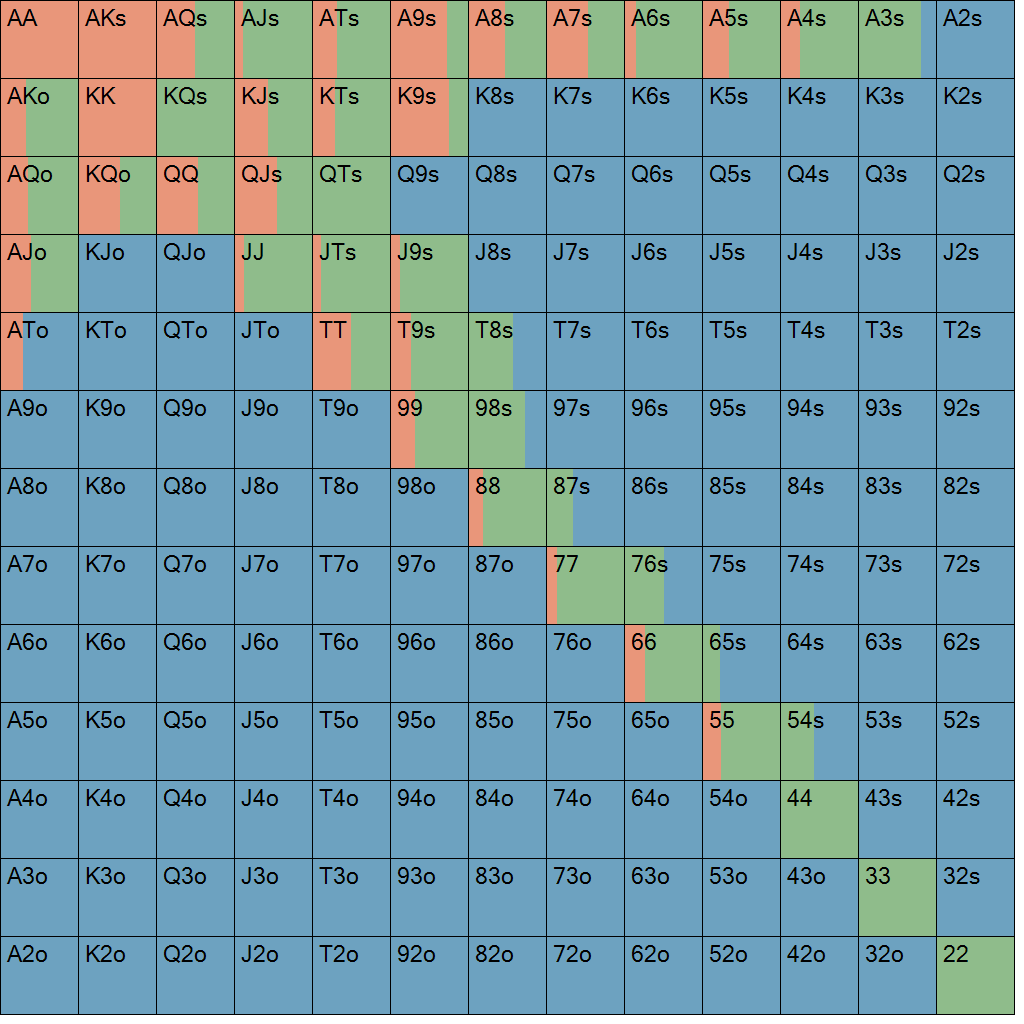 AA AKs AQs AJs ATs A9s A8s A7s A6s A5s A4s A3s A2s
AKo KK KQs KJs KTs K9s K8s K7s K6s K5s K4s K3s K2s
AQo KQo QQ QJs QTs Q9s Q8s Q7s Q6s Q5s Q4s Q3s Q2s
AJo KJo QJo JJ JTs J9s J8s J7s J6s J5s J4s J3s J2s
ATo KTo QTo JTo TT T9s T8s T7s T6s T5s T4s T3s T2s
A9o K9o Q9o J9o T9o 99 98s 97s 96s 95s 94s 93s 92s
A8o K8o Q8o J8o T8o 98o 88 87s 86s 85s 84s 83s 82s
A7o K7o Q7o J7o T7o 97o 87o 77 76s 75s 74s 73s 72s
A6o K6o Q6o J6o T6o 96o 86o 76o 66 65s 64s 63s 62s
A5o K5o Q5o J5o T5o 95o 85o 75o 65o 55 54s 53s 52s
A4o K4o Q4o J4o T4o 94o 84o 74o 64o 54o 44 43s 42s
A3o K3o Q3o J3o T3o 93o 83o 73o 63o 53o 43o 33 32s
A2o K2o Q2o J2o T2o 92o 82o 72o 62o 52o 42o 32o 22